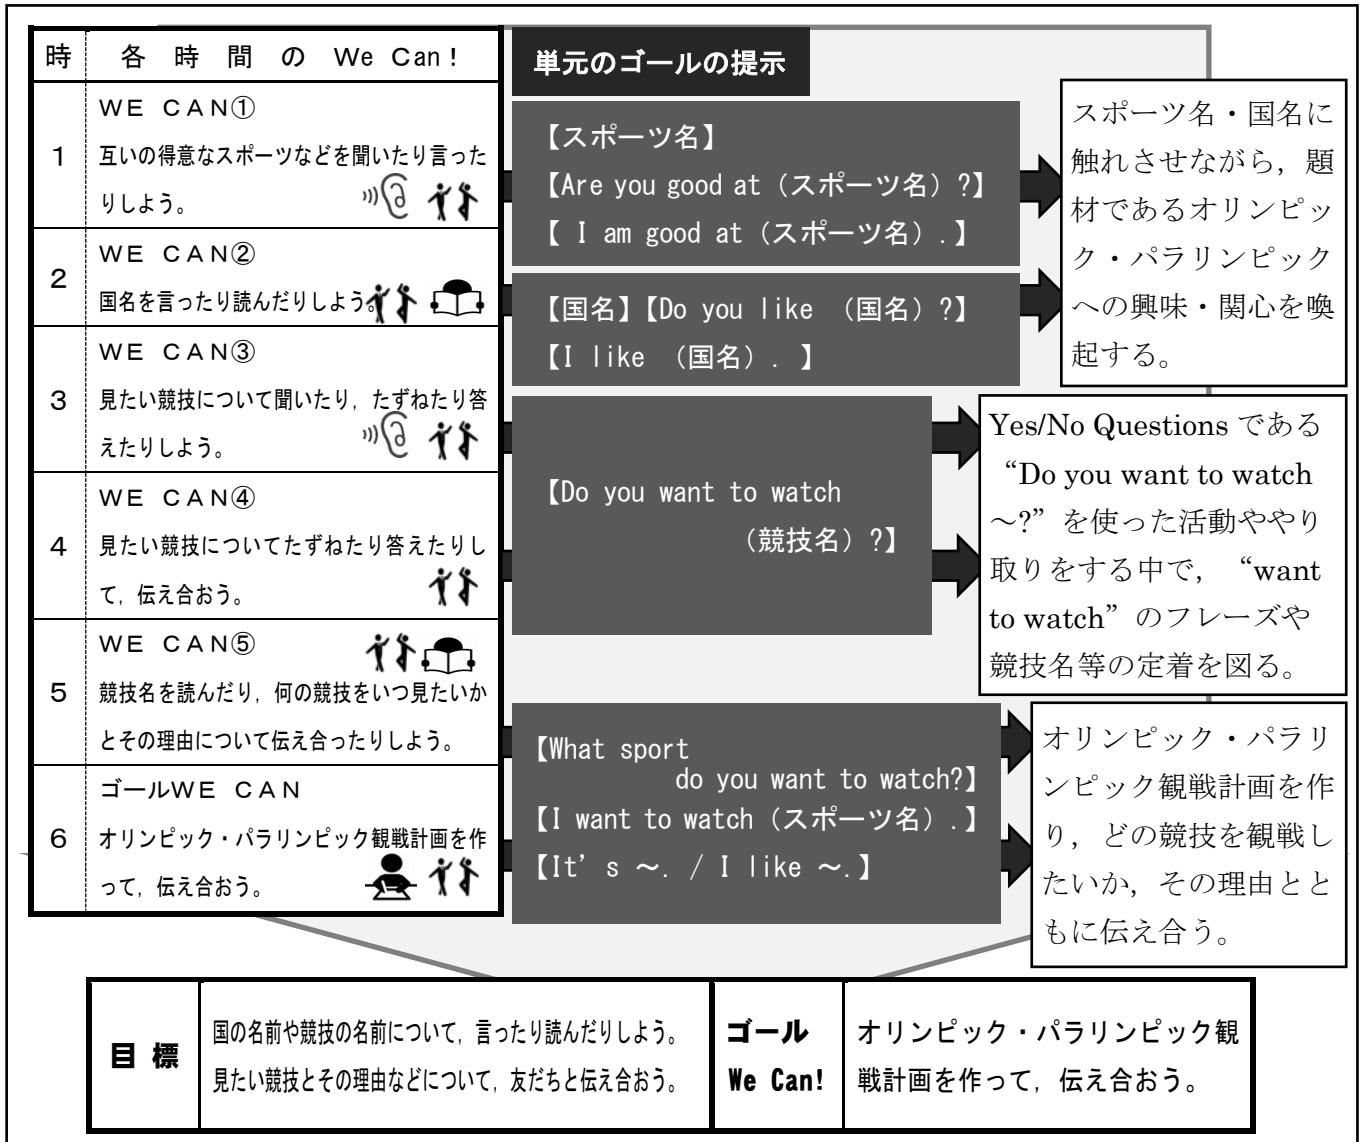 時 各時間のWe Can!
1
WE CAN①
互いの得意なスポーツなどを聞いたり言った
りしよう。
2
WE CAN②
国名を言ったり読んだりしよう。
3
WE CAN③
見たい競技について聞いたり，たずねたり答
えたりしよう。
4
WE CAN④
見たい競技についてたずねたり答えたりし
て，伝え合おう。
5
WE CAN⑤
競技名を読んだり，何の競技をいつ見たいか
とその理由について伝え合ったりしよう。
6
ゴールWE CAN
オリンピック・パラリンピック観戦計画を作
って，伝え合おう。
単元のゴールの提示
【スポーツ名】
【Are you good at（スポーツ名）?】
【 I am good at（スポーツ名）.】
【国名】【Do you like （国名）?】
【I like （国名）. 】
【Do you want to watch
（競技名）?】
【What sport
do you want to watch?】
【I want to watch（スポーツ名）.】
【It’s ～. / I like ～.】
スポーツ名・国名に
触れさせながら，題
材であるオリンピッ
ク・パラリンピック
への興味・関心を喚
起する。
Yes/No Questions である
“Do you want to watch
～?”を使った活動ややり
取りをする中で，“want
to watch”のフレーズや
競技名等の定着を図る。
オリンピック・パラリ
ンピック観戦計画を作
り，どの競技を観戦し
たいか，その理由とと
もに伝え合う。
目 標
国の名前や競技の名前について，言ったり読んだりしよう。
見たい競技とその理由などについて，友だちと伝え合おう。
ゴール
We Can!
オリンピック・パラリンピック観
戦計画を作って，伝え合おう。